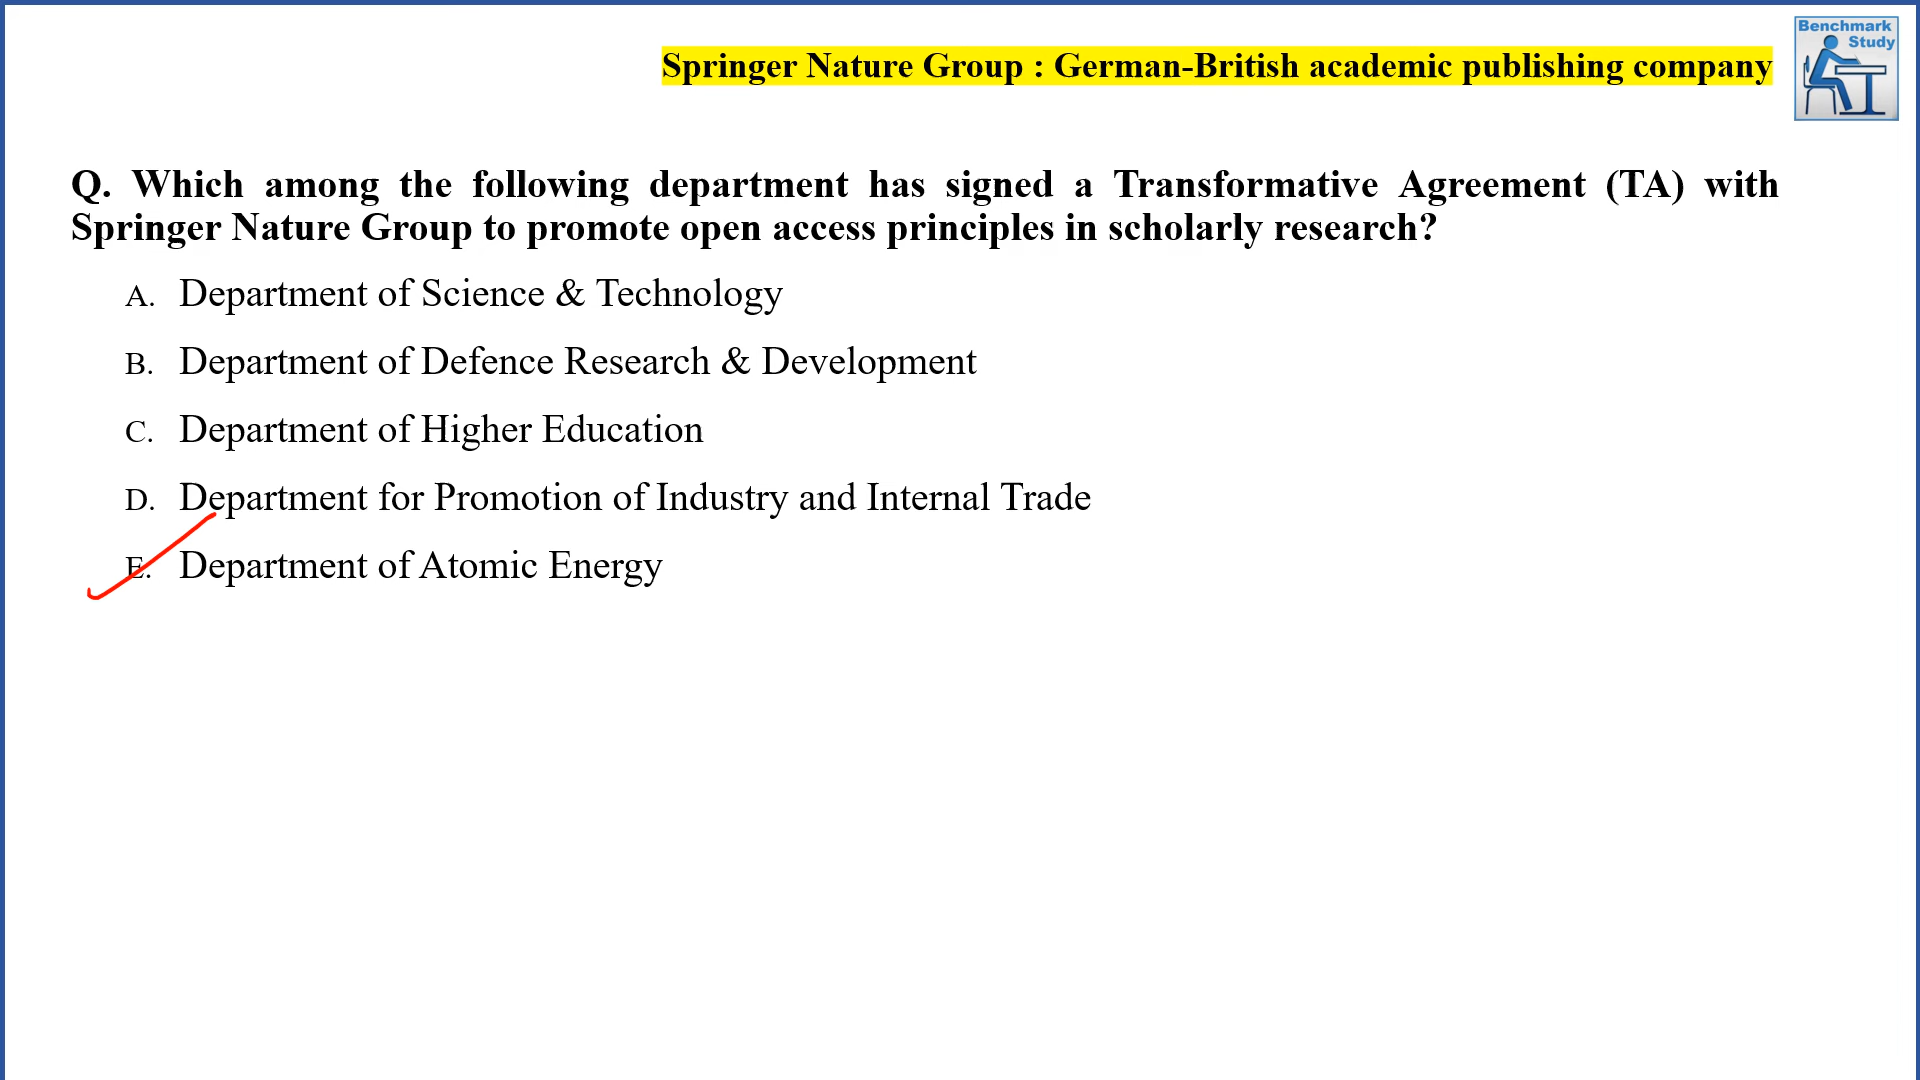 Benchmark
Study
Springer Nature Group : German-British academic publishing company
Q. Which among the following department has signed a Transformative Agreement (TA) with
Springer Nature Group to promote open access principles in scholarly research?
A. Department of Science & Technology
B. Department of Defence Research & Development
C. Department of Higher Education
D. Department for Promotion of Industry and Internal Trade
E. Department of Atomic Energy